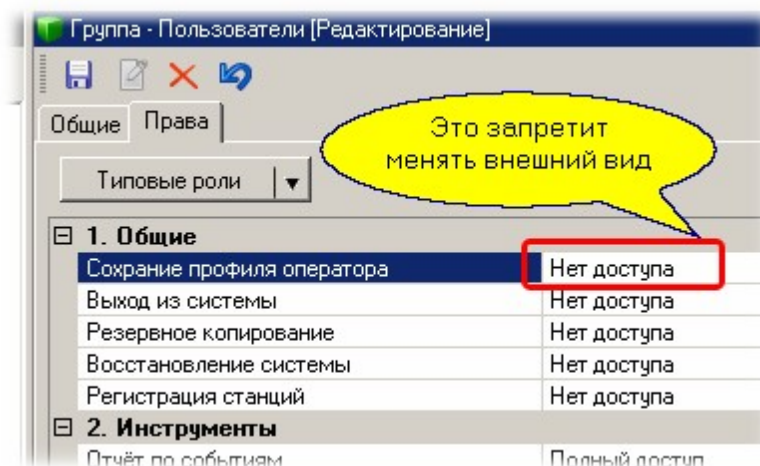 Группа - Пользователи [Редактирование]
Общие Права
Это запретит
менять внешний вид
Типовые роли
1. Общие
Сохрание профиля оператора Нет доступа
Выход из системы Нет доступа
Резервное копирование Нет доступа
Восстановление системы Нет доступа
Регистрация станций Нет доступа
2. Инструменты
Отчёт по событиям Полный доступ